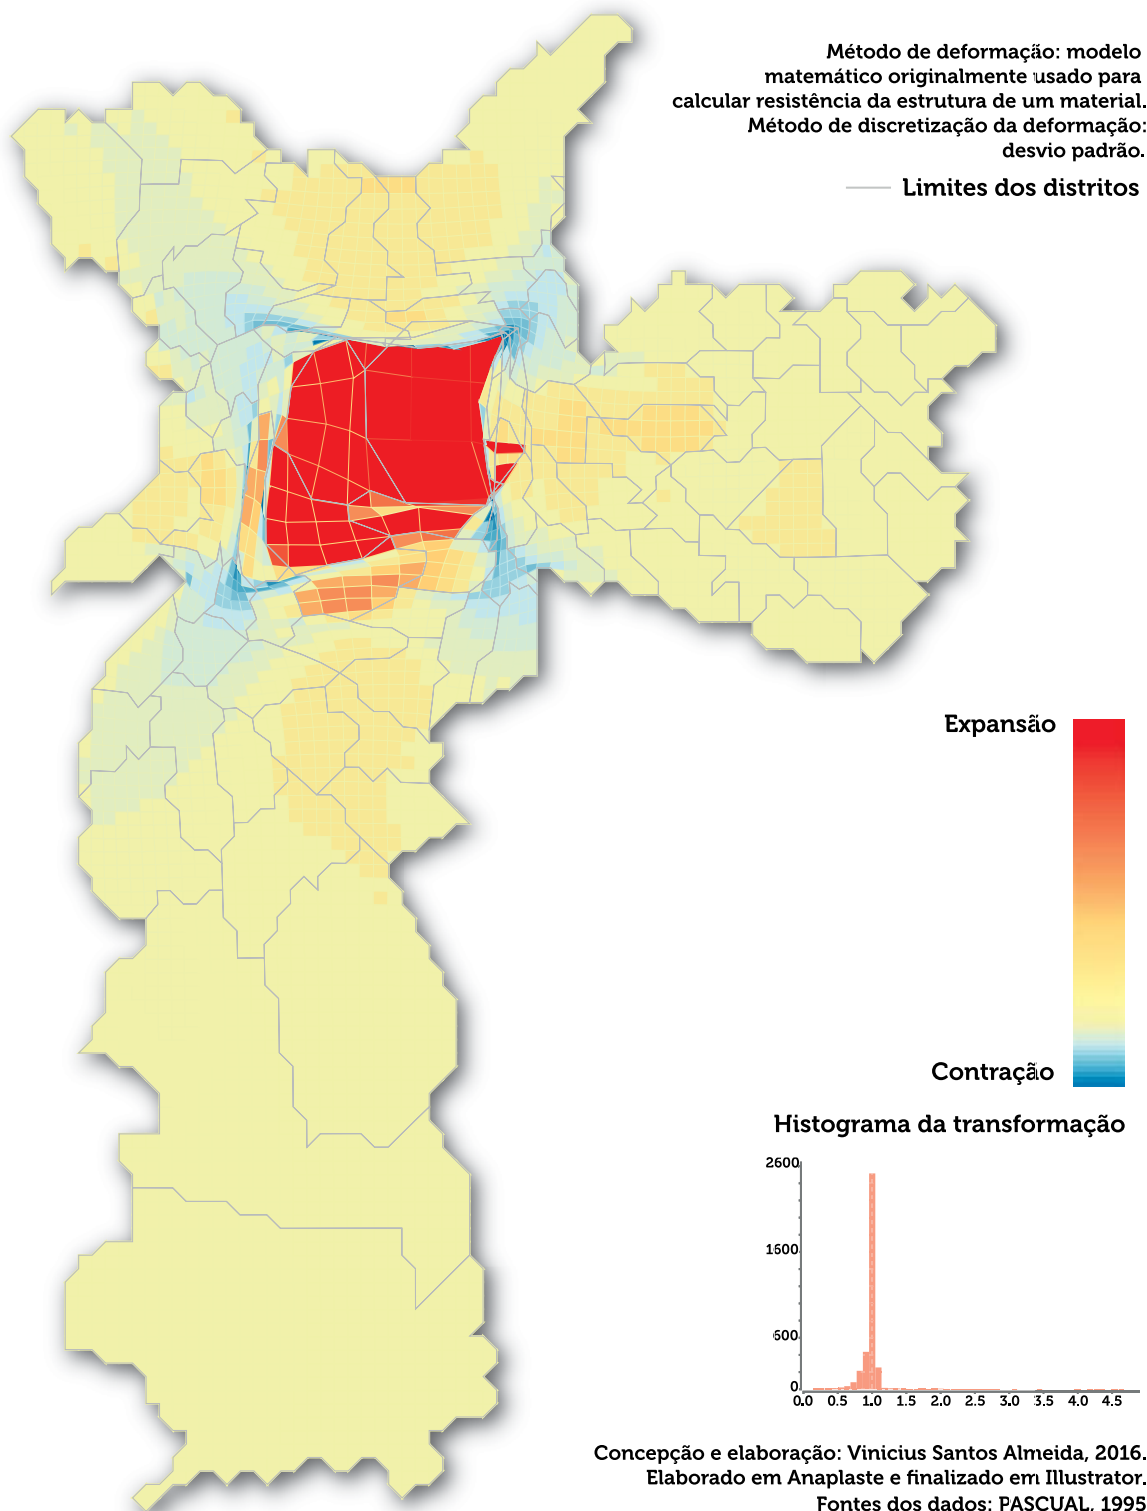 Método de deformação: modelo
matemático originalmente usado para
calcular resistência da estrutura de um material.
Método de discretização da deformação:
desvio padrão.
Limites dos distritos
Expansão
Contração
Histograma da transformação
2600
1600
600
0
0.0 0.5 1.0 1.5 2.0 2.5 3.0 3.5 4.0 4.5
Concepção e elaboração: Vinicius Santos Almeida, 2016.
Elaborado em Anaplaste e finalizado em Illustrator.
Fontes dos dados: PASCUAL, 1995